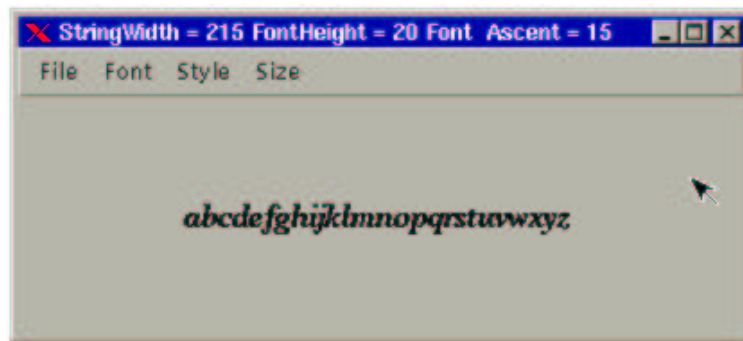 StringWidth = 215 FontHeight = 20 Font Ascent = 15
File Font Style Size
abcdefghijklmnopqrstuvwxyz